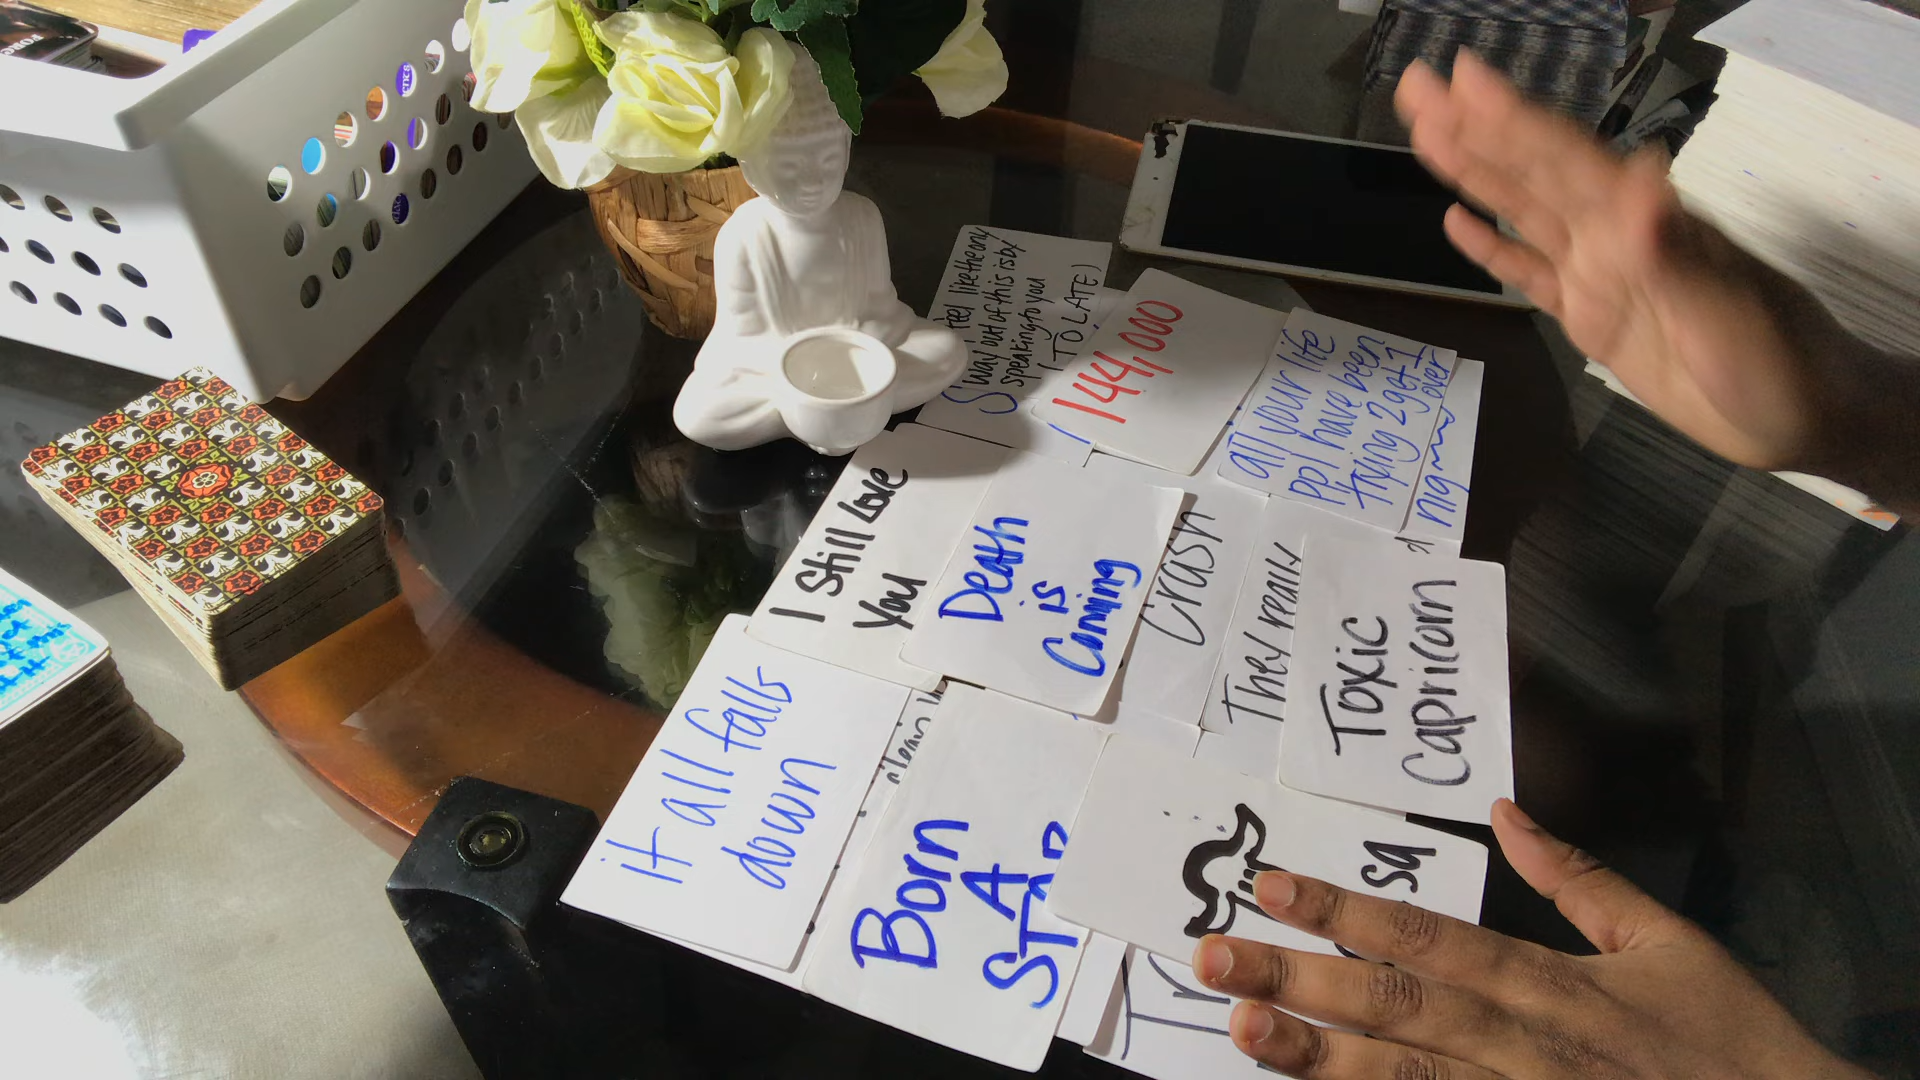 like the only
way out of this is by
speaking to you
TO LATE)
144,000
all your life
ppl have been
trying 2 get 1
over
I Still Love
You
Death
is
Coming
Crash
They really
Toxic
Capricorn
it all falls
down
Born
A
STAR